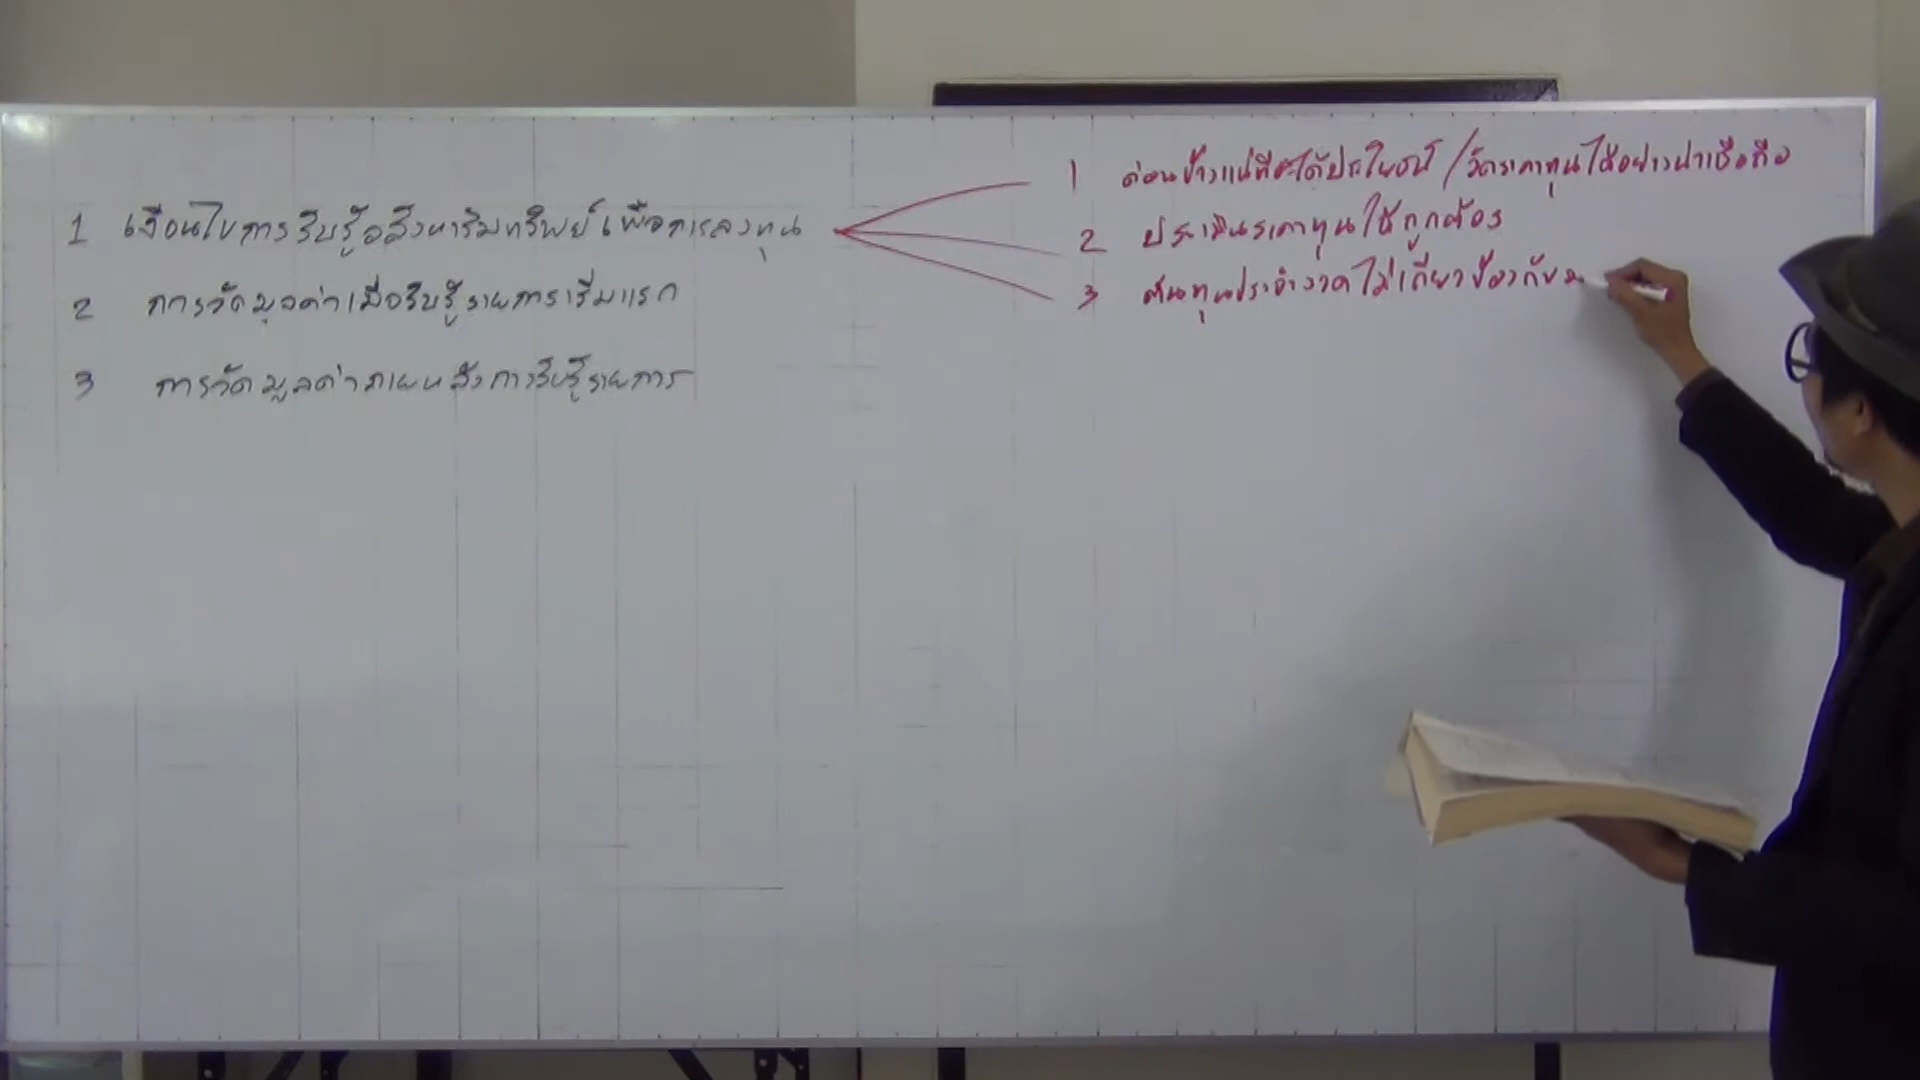 1 เงื่อนไขการรับรู้อสังหาริมทรัพย์เพื่อการลงทุน
2 การวัดมูลค่าเมื่อรับรู้รายการเริ่มแรก
3 การวัดมูลค่าภายหลังการรับรู้รายการ
1 ค่อนข้างแน่ที่จะได้ประโยชน์ / วัดราคาทุนได้อย่างน่าเชื่อถือ
2 ประเมินราคาทุนให้ถูกต้อง
3 ต้นทุนประจำงวดไม่เกี่ยวข้องกับ